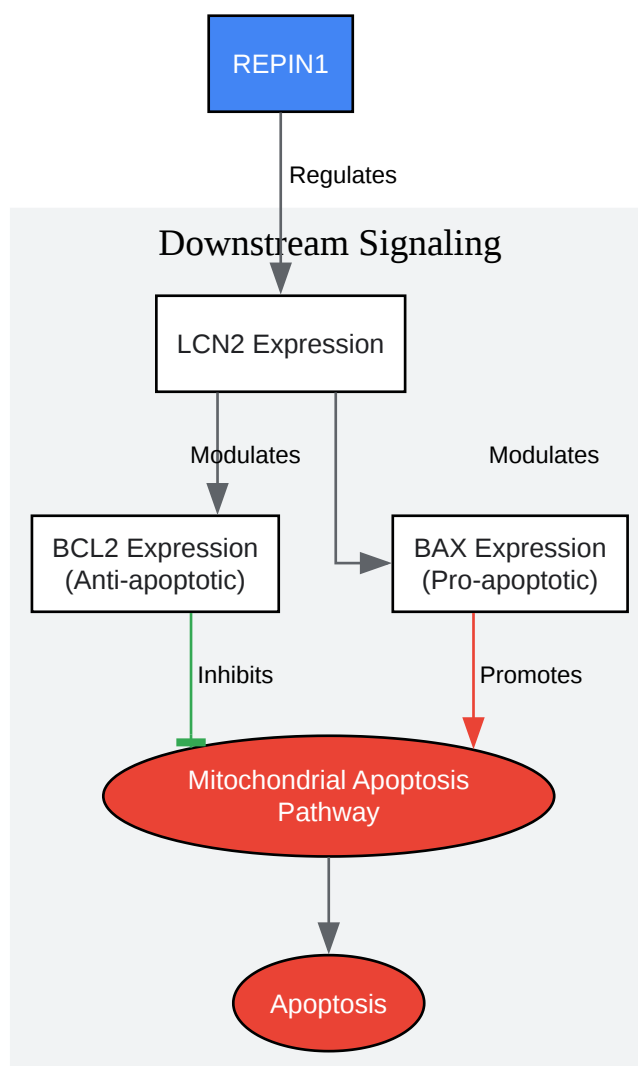 REPIN1
Regulates
Downstream Signaling
LCN2 Expression
Modulates
Modulates
BCL2 Expression
(Anti-apoptotic)
BAX Expression
(Pro-apoptotic)
Inhibits
Promotes
Mitochondrial Apoptosis
Pathway
Apoptosis